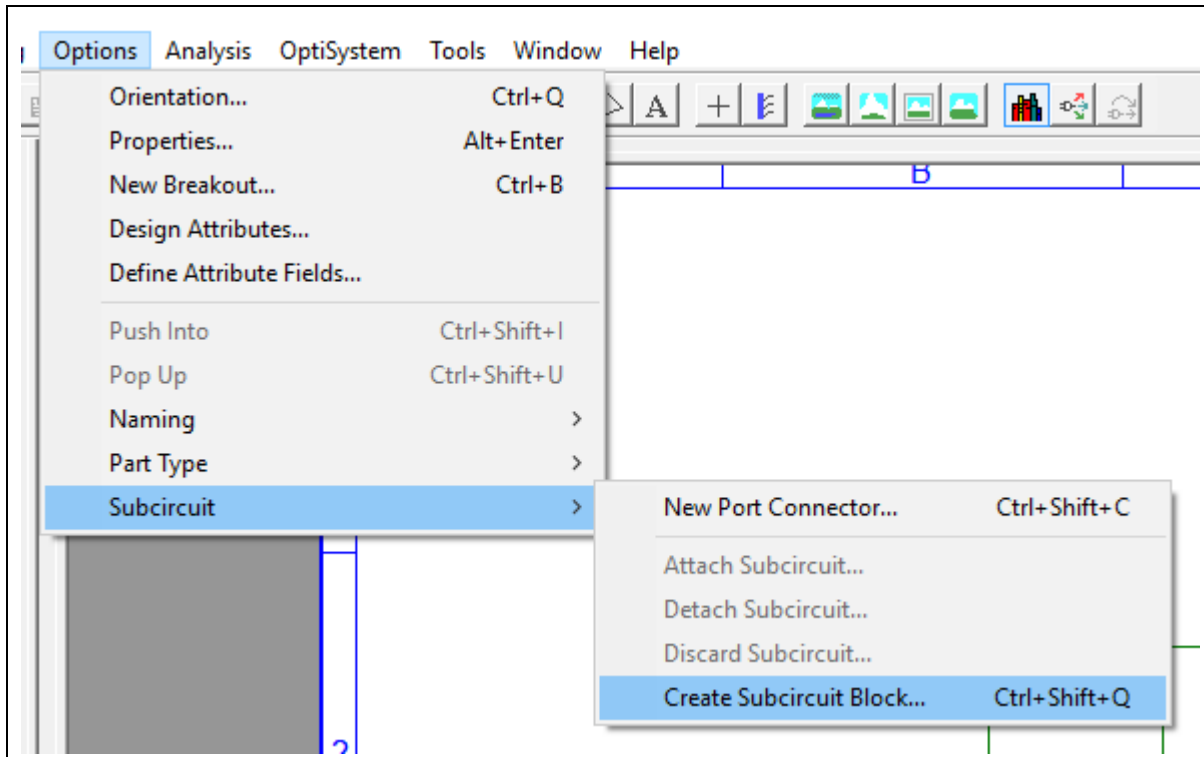 Options Analysis OptiSystem Tools Window Help
Orientation... Ctrl+Q
A
Properties... Alt+Enter
New Breakout... Ctrl+B
B
Design Attributes...
Define Attribute Fields...
Push Into Ctrl+Shift+I
Pop Up Ctrl+Shift+U
Naming
Part Type
Subcircuit
New Port Connector... Ctrl+Shift+C
Attach Subcircuit...
Detach Subcircuit...
Discard Subcircuit...
Create Subcircuit Block... Ctrl+Shift+Q
2